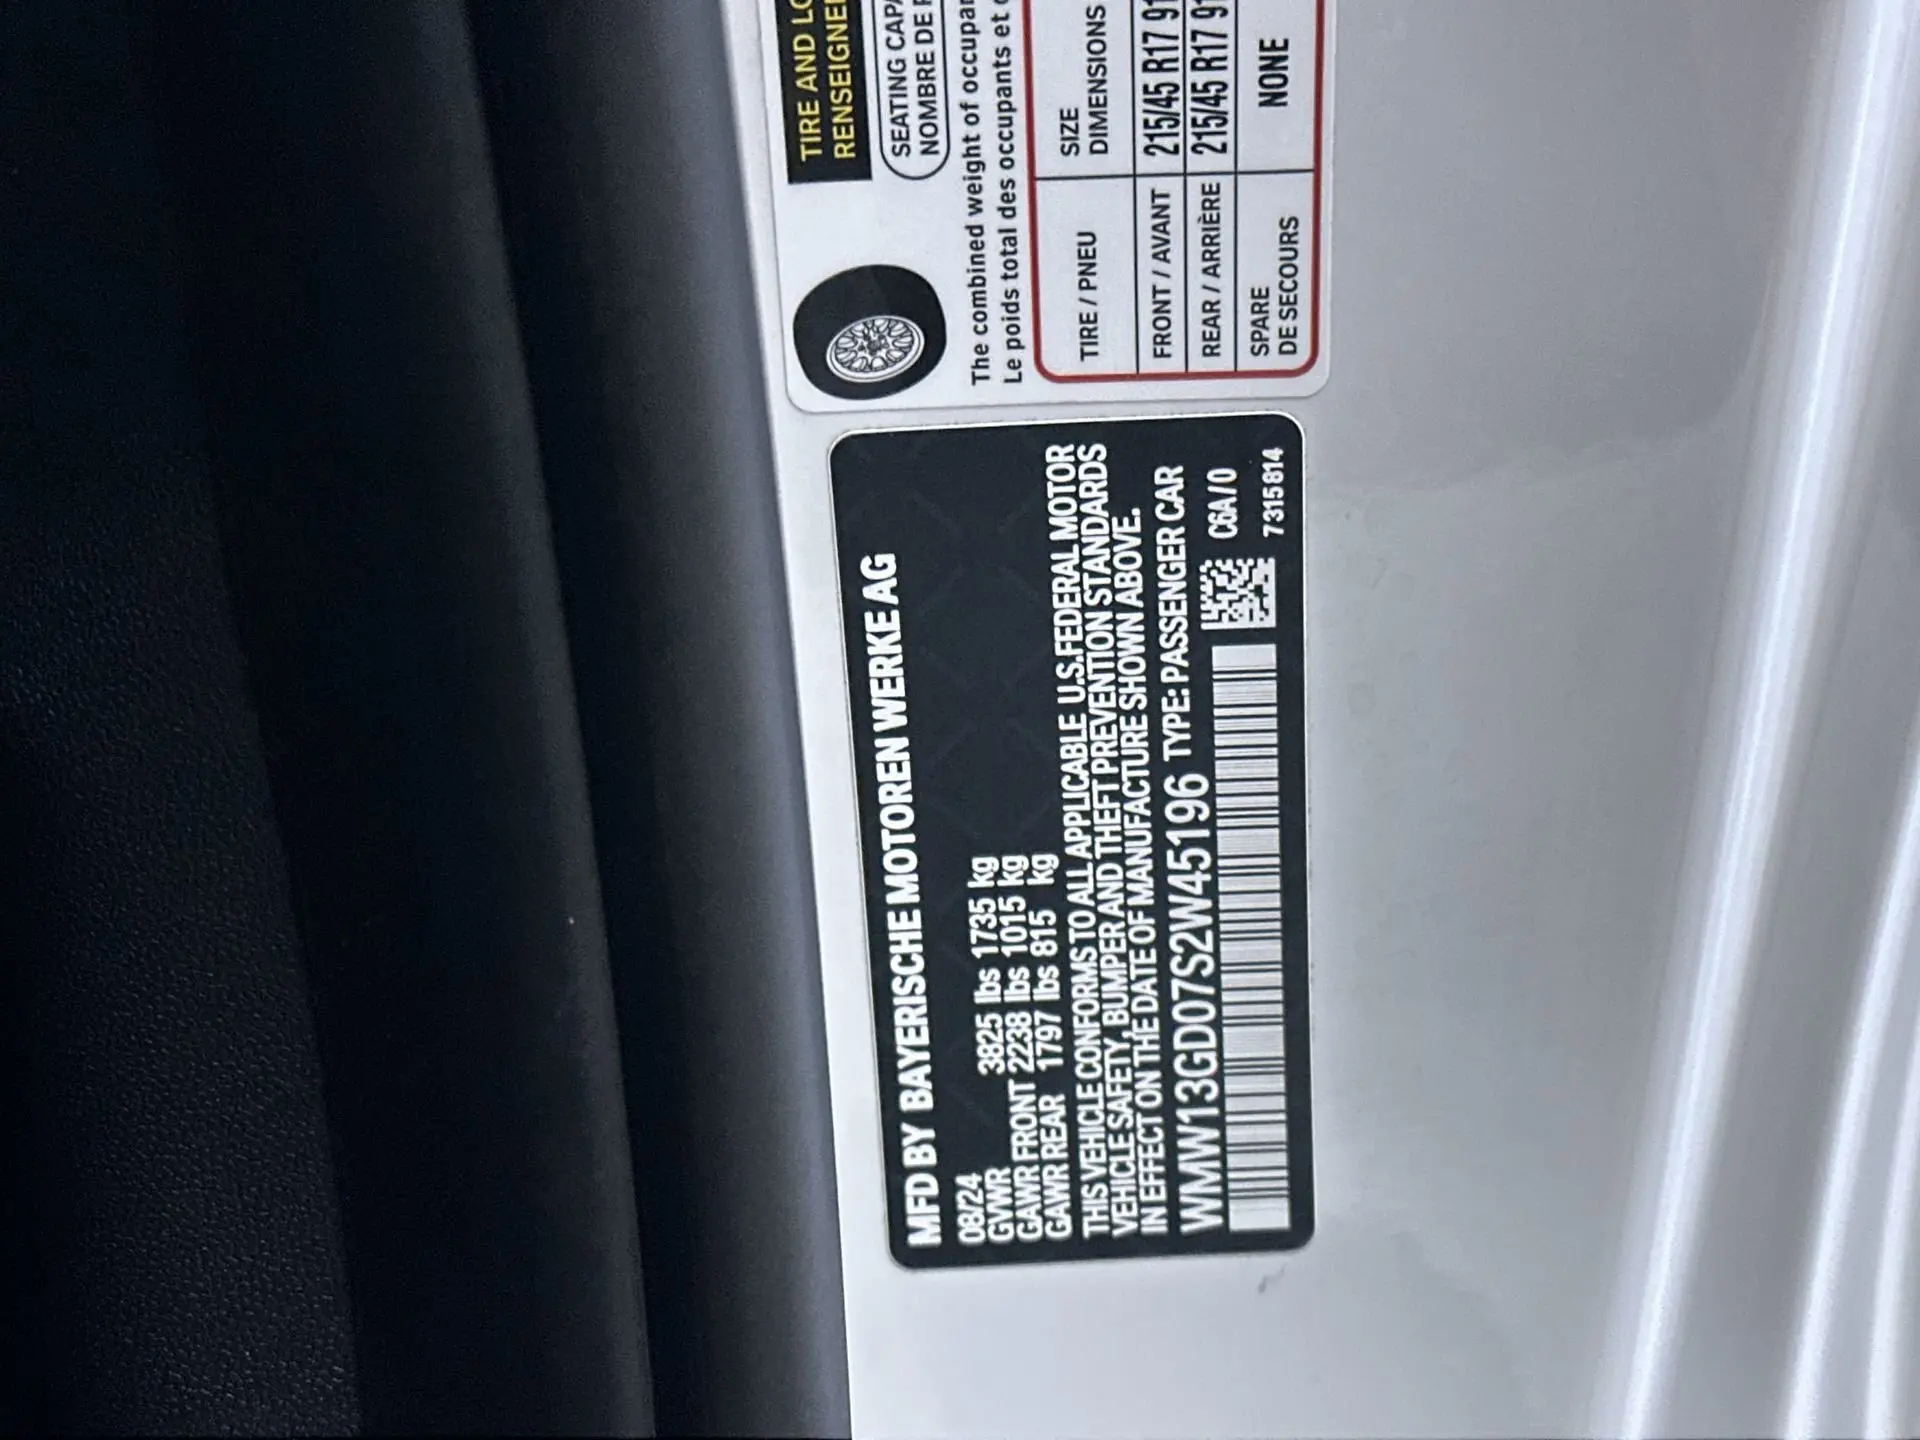 MFD BY BAYERISCHE MOTOREN WERKE AG
08/24
GVWR 3825 lbs 1735 kg
GAWR FRONT 2238 lbs 1015 kg
GAWR REAR 1797 lbs 815 kg
THIS VEHICLE CONFORMS TO ALL APPLICABLE U.S.FEDERAL MOTOR
VEHICLE SAFETY, BUMPER AND THEFT PREVENTION STANDARDS
IN EFFECT ON THE DATE OF MANUFACTURE SHOWN ABOVE.
WMW13GD07S2W45196 TYPE: PASSENGER CAR
C6A/0
7315814
TIRE AND
SEATING
NOMBRE DE
The combined weight of
Le poids total des occupants et
TIRE / PNEU
SIZE
DIMENSIONS
FRONT / AVANT 215/45 R17
REAR / ARRIÈRE 215/45 R17
SPARE
DE SECOURS
NONE